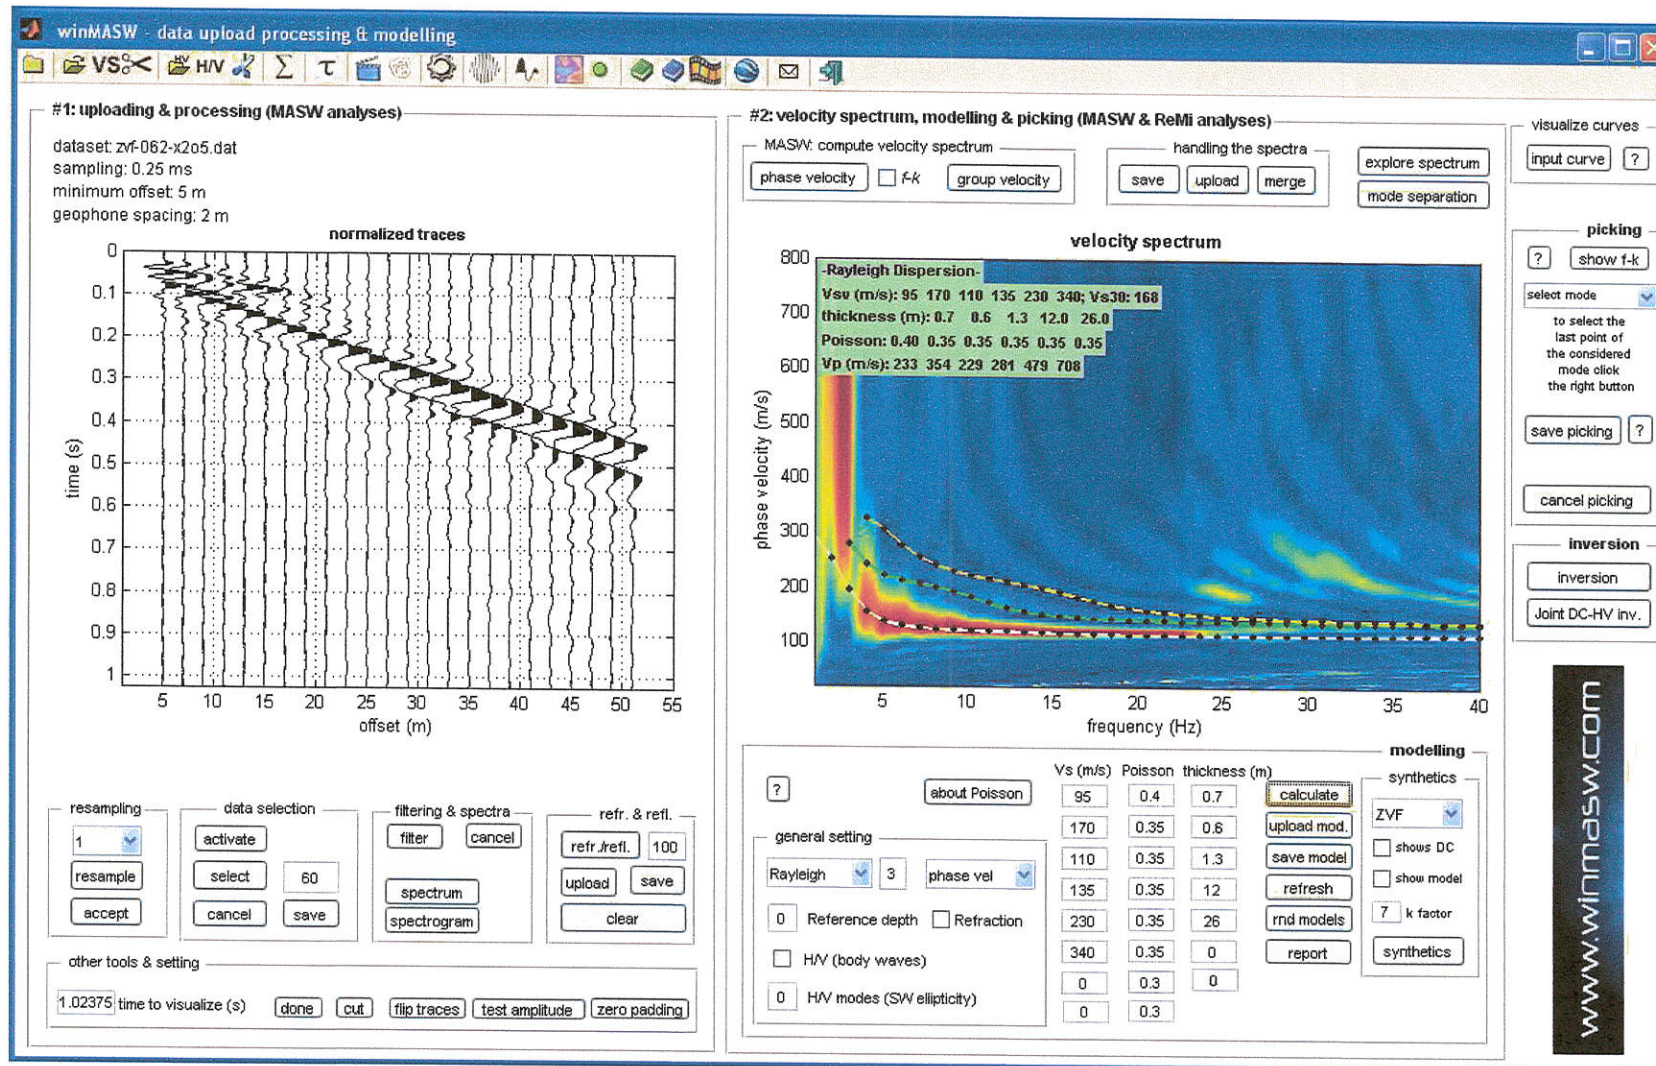 winMASW - data upload processing & modelling
VS H/V Σ τ
#1: uploading & processing (MASW analyses)
dataset: zvf-062-x2o5.dat
sampling: 0.25 ms
minimum offset: 5 m
geophone spacing: 2 m
normalized traces
0
0.1
0.2
0.3
0.4
0.5
0.6
0.7
0.8
0.9
1
time (s)
5 10 15 20 25 30 35 40 45 50 55
offset (m)
resampling
1
resample
accept
data selection
activate
select 60
cancel save
filtering & spectra
filter cancel
spectrum
spectrogram
refr. & refl.
refr./refl. 100
upload save
clear
other tools & setting
1.02375 time to visualize (s) done cut flip traces test amplitude zero padding
#2: velocity spectrum, modelling & picking (MASW & ReMi analyses)
MASW: compute velocity spectrum
phase velocity f-k group velocity
handling the spectra
save upload merge
explore spectrum
mode separation
velocity spectrum
-Rayleigh Dispersion-
Vsv (m/s): 95 170 110 135 230 340; Vs30: 168
thickness (m): 0.7 0.6 1.3 12.0 26.0
Poisson: 0.40 0.35 0.35 0.35 0.35 0.35
Vp (m/s): 233 354 229 281 479 708
800
700
600
500
400
300
200
100
phase velocity (m/s)
5 10 15 20 25 30 35 40
frequency (Hz)
modelling
? about Poisson
general setting
Rayleigh 3 phase vel
0 Reference depth Refraction
H/V (body waves)
0 H/V modes (SW ellipticity)
Vs (m/s) Poisson thickness (m)
95 0.4 0.7
170 0.35 0.6
110 0.35 1.3
135 0.35 12
230 0.35 26
340 0.35 0
0 0.3 0
0 0.3
calculate
upload mod.
save model
refresh
rnd models
report
synthetics
ZVF
shows DC
show model
7 k factor
synthetics
visualize curves
input curve ?
picking
? show f-k
select mode
to select the
last point of
the considered
mode click
the right button
save picking ?
cancel picking
inversion
inversion
Joint DC-HV inv.
www.winmasw.com